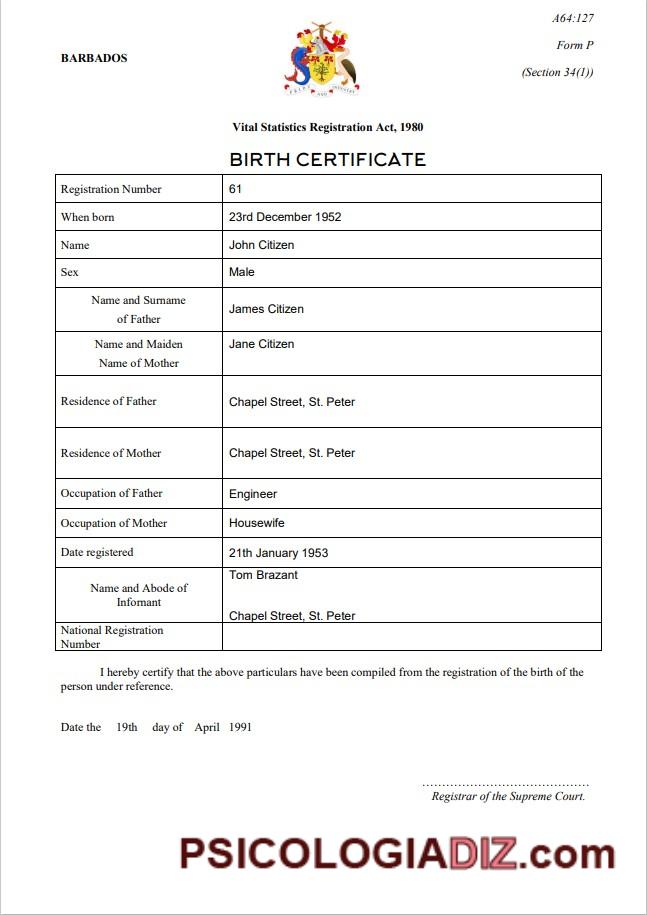 A64:127
Form P
BARBADOS
(Section 34(1))
Vital Statistics Registration Act, 1980
BIRTH CERTIFICATE
Registration Number 61
When born 23rd December 1952
Name John Citizen
Sex Male
Name and Surname
of Father
James Citizen
Name and Maiden
Name of Mother
Jane Citizen
Residence of Father Chapel Street, St. Peter
Residence of Mother Chapel Street, St. Peter
Occupation of Father Engineer
Occupation of Mother Housewife
Date registered 21th January 1953
Name and Abode of
Infomant
Tom Brazant
Chapel Street, St. Peter
National Registration
Number
I hereby certify that the above particulars have been compiled from the registration of the birth of the
person under reference.
Date the 19th day of April 1991
Registrar of the Supreme Court.
PSICOLOGIADIZ.com